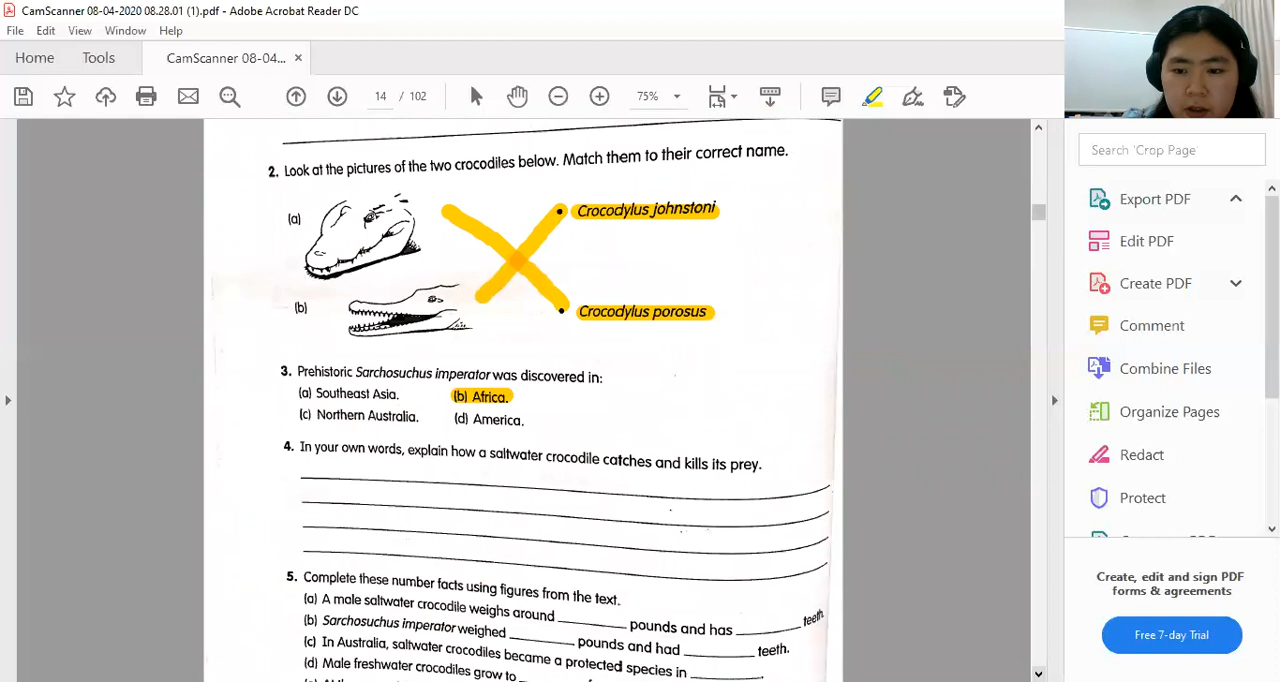 CamScanner 08-04-2020 08.28.01 (1).pdf - Adobe Acrobat Reader DC
File Edit View Window Help
Home Tools CamScanner 08-04... ×
14 / 102 75%
Search 'Crop Page'
Export PDF
Edit PDF
Create PDF
Comment
Combine Files
Organize Pages
Redact
Protect
Create, edit and sign PDF
forms & agreements
Free 7-day Trial
2. Look at the pictures of the two crocodiles below. Match them to their correct name.
(a) Crocodylus johnstoni
(b) Crocodylus porosus
3. Prehistoric Sarchosuchus imperator was discovered in:
(a) Southeast Asia. (b) Africa.
(c) Northern Australia. (d) America.
4. In your own words, explain how a saltwater crocodile catches and kills its prey.
5. Complete these number facts using figures from the text.
(a) A male saltwater crocodile weighs around ________ pounds and has ________ teeth.
(b) Sarchosuchus imperator weighed ________ pounds and had ________ teeth.
(c) In Australia, saltwater crocodiles became a protected species in ________.
(d) Male freshwater crocodiles grow to